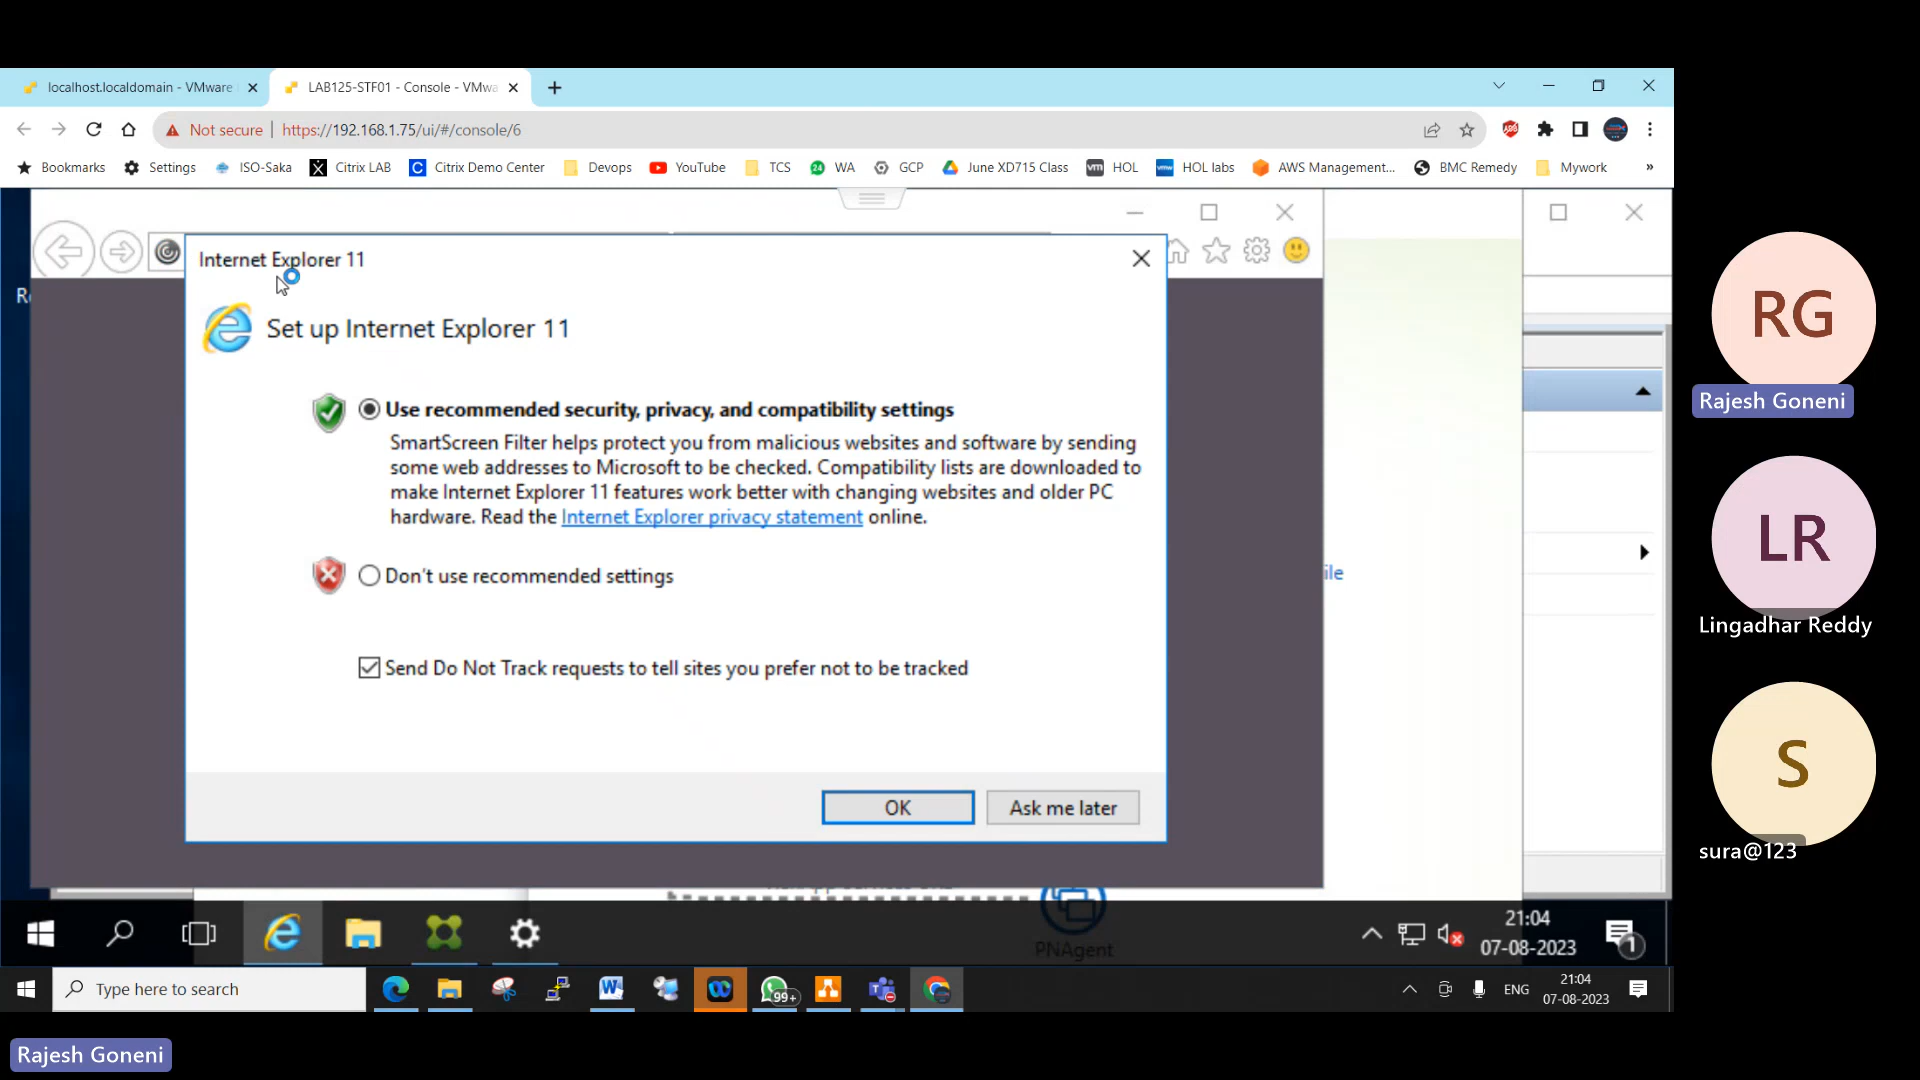 localhost.localdomain - VMware
LAB125-STF01 - Console - VMwa
Not secure
https://192.168.1.75/ui/#/console/6
Bookmarks
Settings
ISO-Saka
Citrix LAB
Citrix Demo Center
Devops
YouTube
TCS
24
WA
GCP
June XD715 Class
HOL
HOL labs
AWS Management...
BMC Remedy
Mywork
»
Internet Explorer 11
Set up Internet Explorer 11
Use recommended security, privacy, and compatibility settings
SmartScreen Filter helps protect you from malicious websites and software by sending
some web addresses to Microsoft to be checked. Compatibility lists are downloaded to
make Internet Explorer 11 features work better with changing websites and older PC
hardware. Read the Internet Explorer privacy statement online.
Don't use recommended settings
Send Do Not Track requests to tell sites you prefer not to be tracked
OK
Ask me later
ile
PNAgent
21:04
07-08-2023
1
Type here to search
99+
ENG
21:04
07-08-2023
RG
Rajesh Goneni
LR
Lingadhar Reddy
S
sura@123
Rajesh Goneni